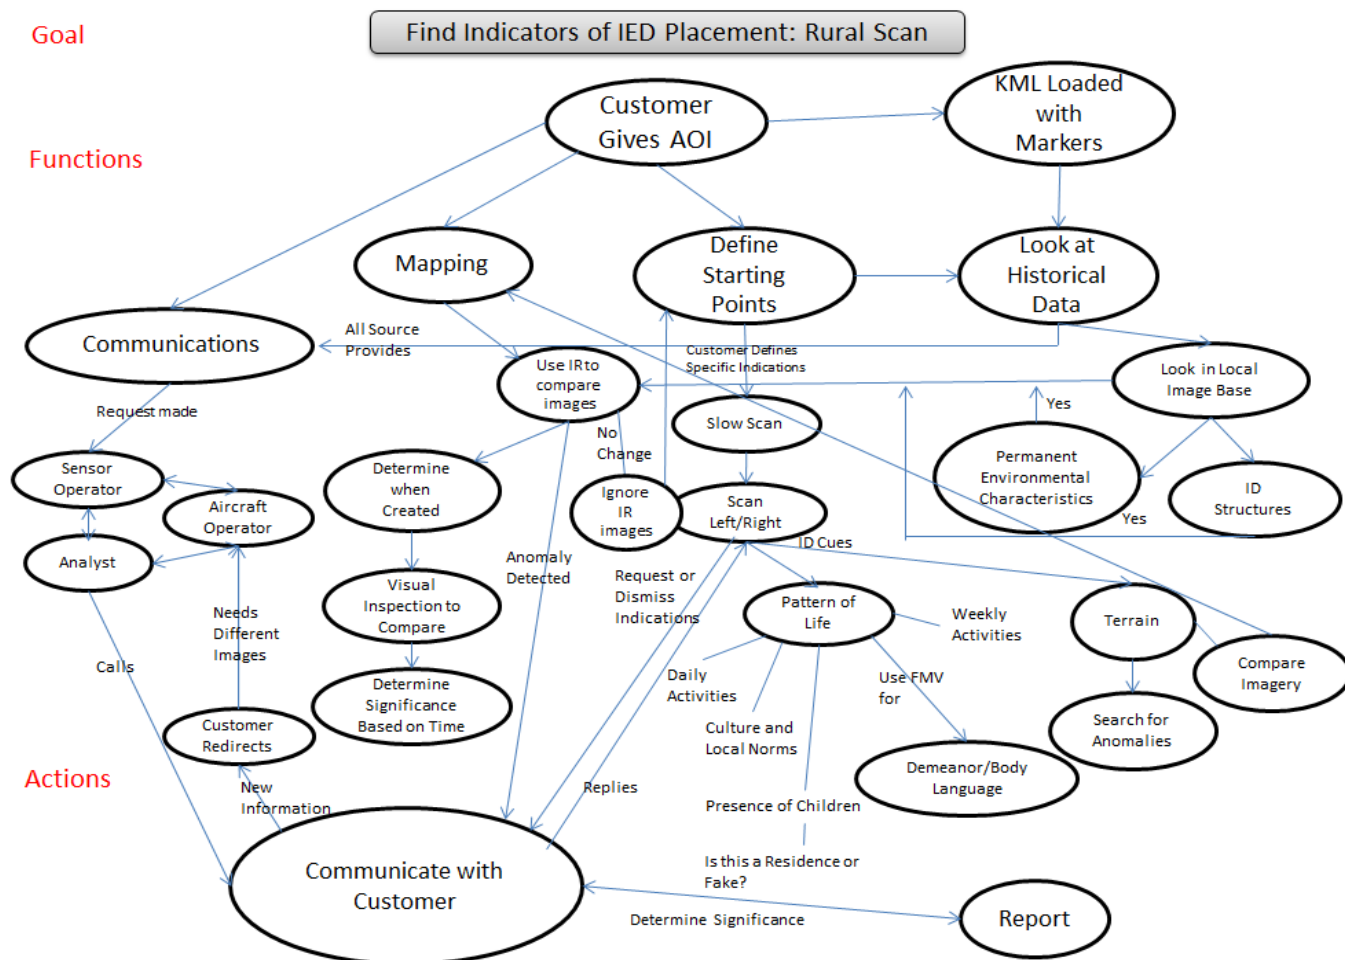 Goal
Find Indicators of IED Placement: Rural Scan
Functions
Customer
Gives AOI
KML Loaded
with
Markers
Mapping
Define
Starting
Points
Look at
Historical
Data
Communications
All Source
Provides
Use IR to
compare
images
Customer Defines
Specific Indications
Look in Local
Image Base
Request made
No
Change
Slow Scan
Yes
Sensor
Operator
Aircraft
Operator
Analyst
Determine
when
Created
Ignore
IR
images
Scan
Left/Right
Permanent
Environmental
Characteristics
Yes
ID
Structures
ID Cues
Anomaly
Detected
Request or
Dismiss
Indications
Visual
Inspection to
Compare
Pattern of
Life
Weekly
Activities
Terrain
Compare
Imagery
Needs
Different
Images
Calls
Determine
Significance
Based on Time
Daily
Activities
Use FMV
for
Culture and
Local Norms
Search for
Anomalies
Customer
Redirects
Actions
Demeanor/Body
Language
New
Information
Replies
Presence of Children
Is this a Residence or
Fake?
Communicate with
Customer
Determine Significance
Report